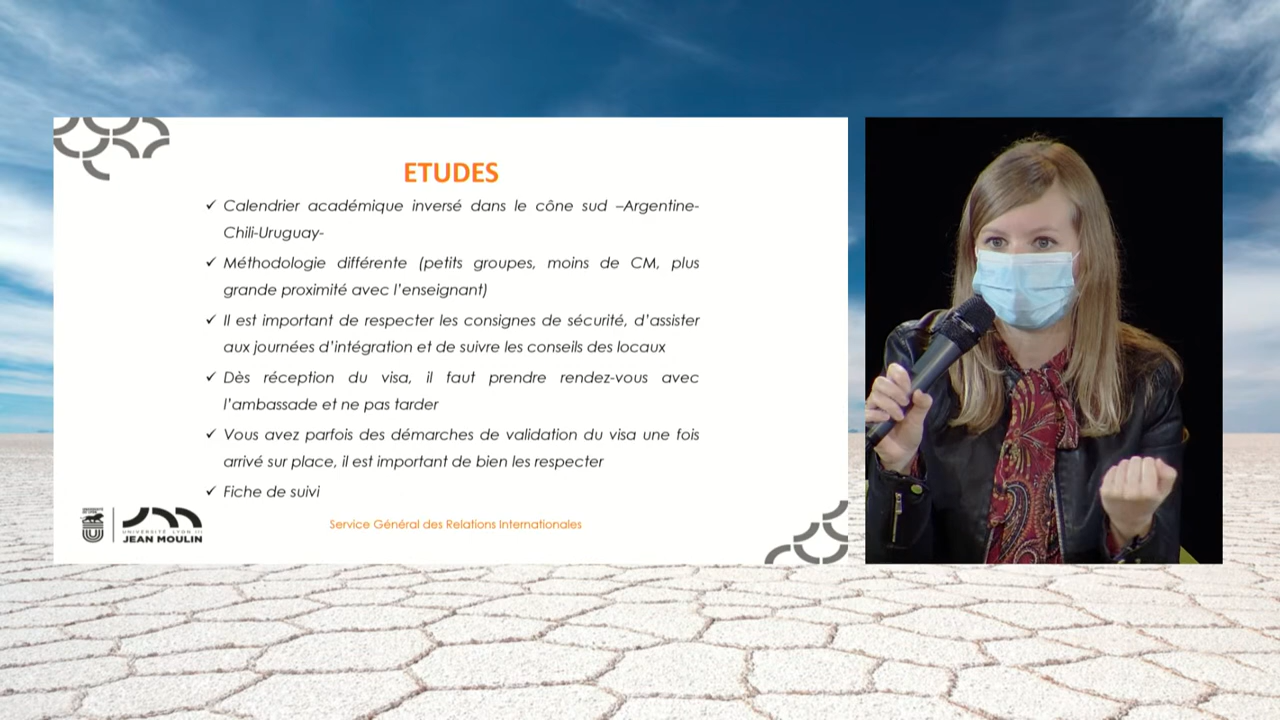 ETUDES
✓ Calendrier académique inversé dans le cône sud –Argentine-
Chili-Uruguay-
✓ Méthodologie différente (petits groupes, moins de CM, plus
grande proximité avec l’enseignant)
✓ Il est important de respecter les consignes de sécurité, d’assister
aux journées d’intégration et de suivre les conseils des locaux
✓ Dès réception du visa, il faut prendre rendez-vous avec
l’ambassade et ne pas tarder
✓ Vous avez parfois des démarches de validation du visa une fois
arrivé sur place, il est important de bien les respecter
✓ Fiche de suivi
Service Général des Relations Internationales
UNIVERSITÉ LYON III
JEAN MOULIN